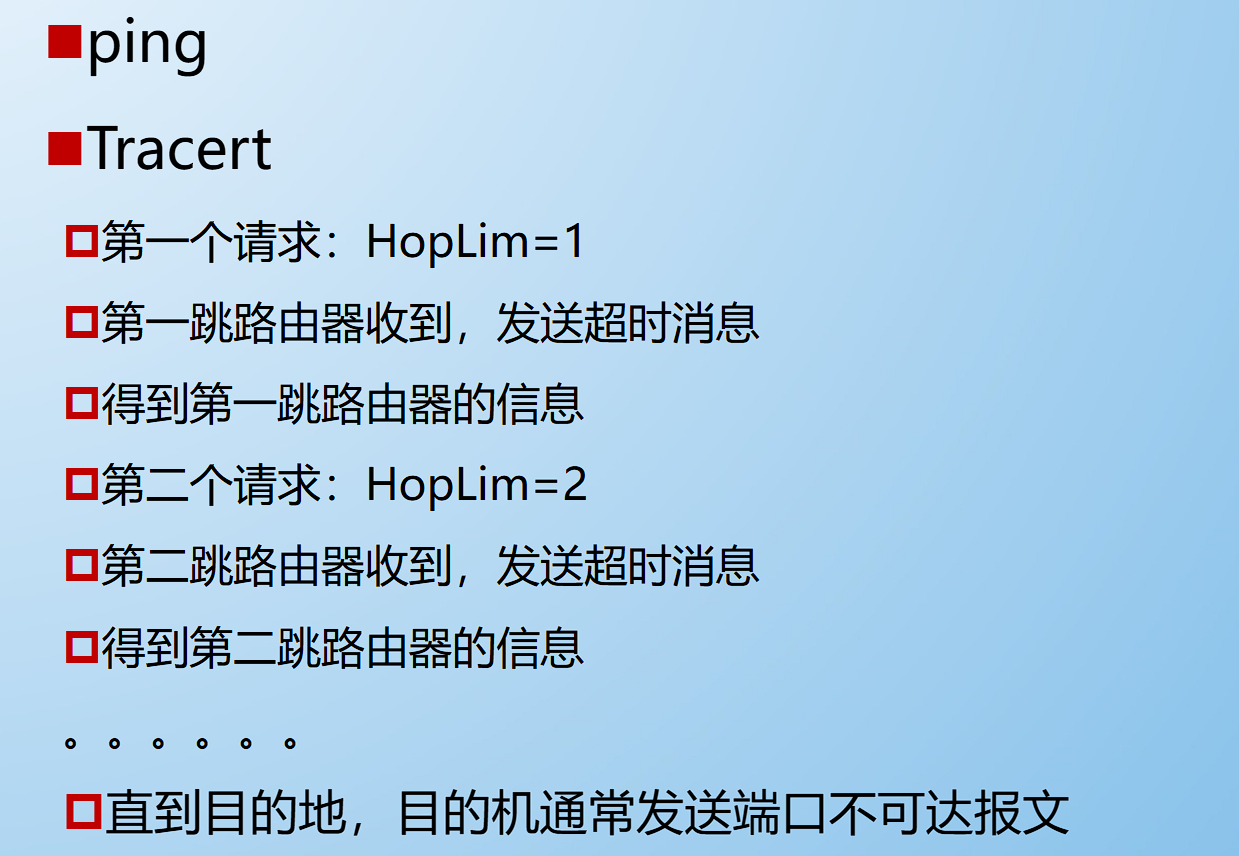 ping
Tracert
第一个请求：HopLim=1
第一跳路由器收到，发送超时消息
得到第一跳路由器的信息
第二个请求：HopLim=2
第二跳路由器收到，发送超时消息
得到第二跳路由器的信息
。。。。。。
直到目的地，目的机通常发送端口不可达报文